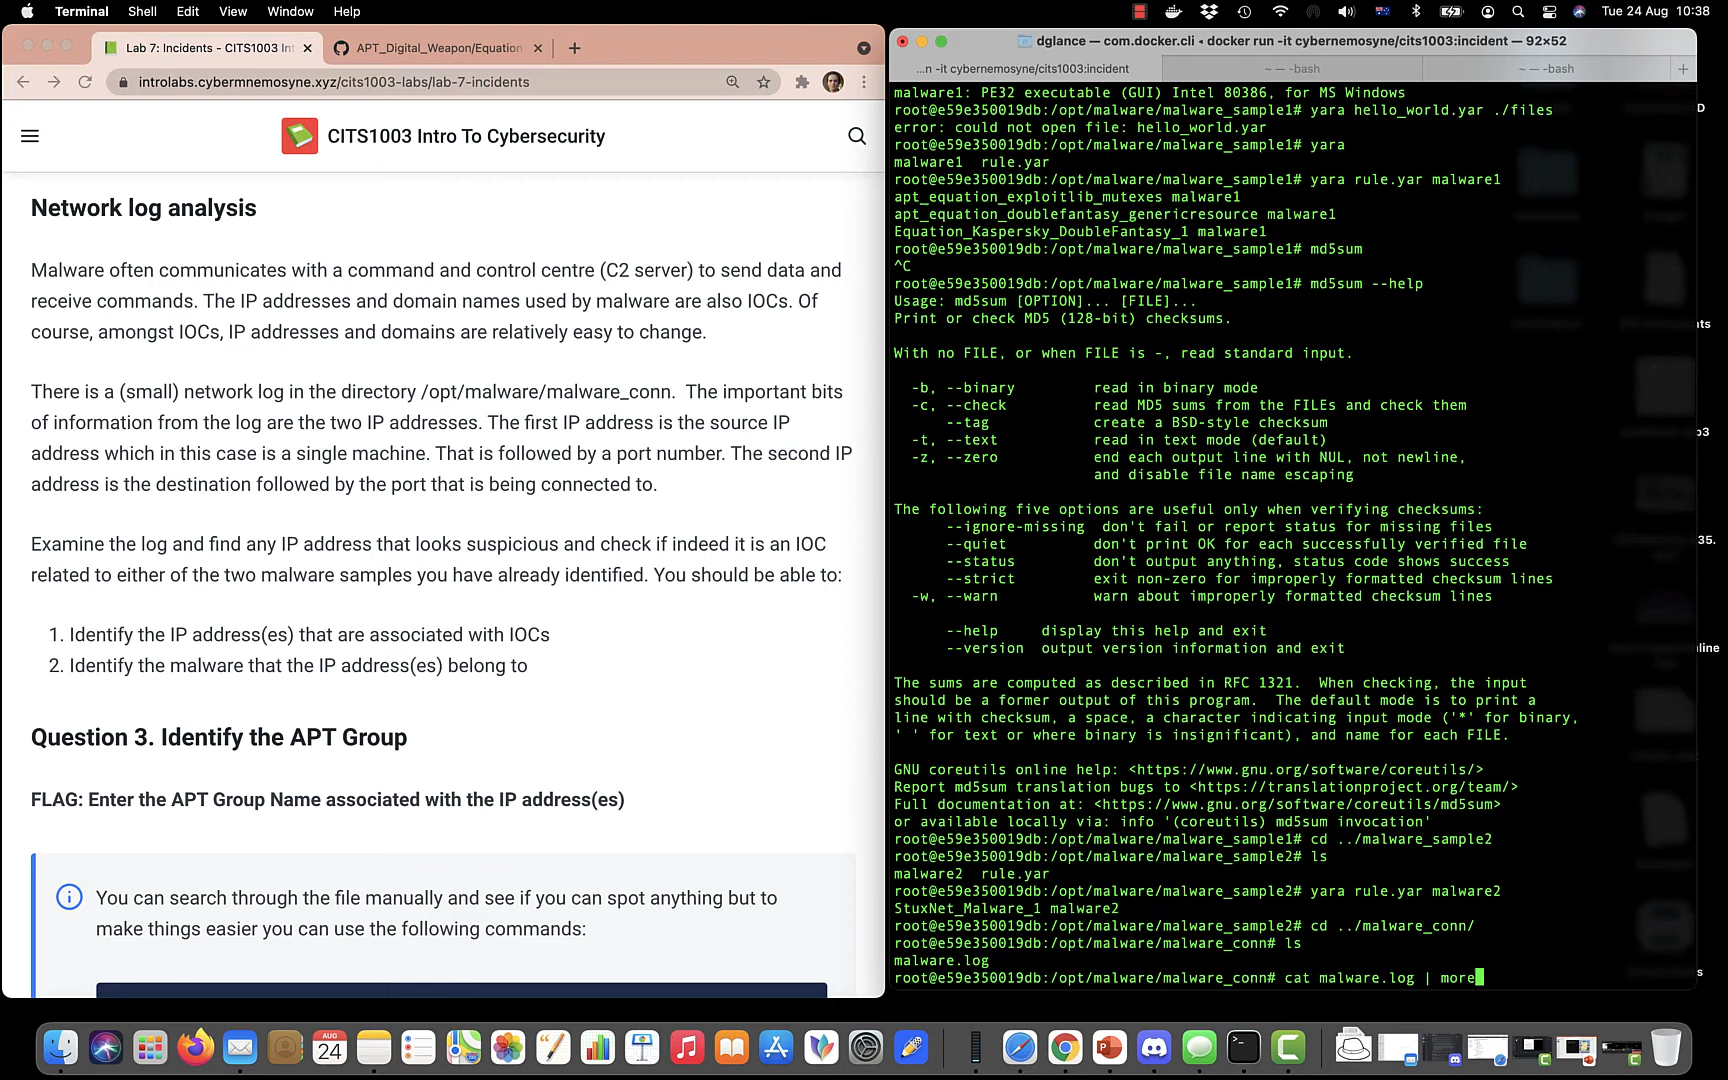 Terminal Shell Edit View Window Help
Tue 24 Aug 10:38
Lab 7: Incidents - CITS1003 Int
APT_Digital_Weapon/Equation
introlabs.cybermnemosyne.xyz/cits1003-labs/lab-7-incidents
CITS1003 Intro To Cybersecurity
Network log analysis
Malware often communicates with a command and control centre (C2 server) to send data and
receive commands. The IP addresses and domain names used by malware are also IOCs. Of
course, amongst IOCs, IP addresses and domains are relatively easy to change.
There is a (small) network log in the directory /opt/malware/malware_conn. The important bits
of information from the log are the two IP addresses. The first IP address is the source IP
address which in this case is a single machine. That is followed by a port number. The second IP
address is the destination followed by the port that is being connected to.
Examine the log and find any IP address that looks suspicious and check if indeed it is an IOC
related to either of the two malware samples you have already identified. You should be able to:
1. Identify the IP address(es) that are associated with IOCs
2. Identify the malware that the IP address(es) belong to
Question 3. Identify the APT Group
FLAG: Enter the APT Group Name associated with the IP address(es)
You can search through the file manually and see if you can spot anything but to
make things easier you can use the following commands:
dglance — com.docker.cli ◂ docker run -it cybernemosyne/cits1003:incident — 92×52
...n -it cybernemosyne/cits1003:incident
~ — -bash
~ — -bash
malware1: PE32 executable (GUI) Intel 80386, for MS Windows
root@e59e350019db:/opt/malware/malware_sample1# yara hello_world.yar ./files
error: could not open file: hello_world.yar
root@e59e350019db:/opt/malware/malware_sample1# yara
malware1  rule.yar
root@e59e350019db:/opt/malware/malware_sample1# yara rule.yar malware1
apt_equation_exploitlib_mutexes malware1
apt_equation_doublefantasy_genericresource malware1
Equation_Kaspersky_DoubleFantasy_1 malware1
root@e59e350019db:/opt/malware/malware_sample1# md5sum
^C
root@e59e350019db:/opt/malware/malware_sample1# md5sum --help
Usage: md5sum [OPTION]... [FILE]...
Print or check MD5 (128-bit) checksums.
With no FILE, or when FILE is -, read standard input.
-b, --binary         read in binary mode
-c, --check          read MD5 sums from the FILEs and check them
--tag            create a BSD-style checksum
-t, --text           read in text mode (default)
-z, --zero           end each output line with NUL, not newline,
and disable file name escaping
The following five options are useful only when verifying checksums:
--ignore-missing  don't fail or report status for missing files
--quiet          don't print OK for each successfully verified file
--status         don't output anything, status code shows success
--strict         exit non-zero for improperly formatted checksum lines
-w, --warn           warn about improperly formatted checksum lines
--help     display this help and exit
--version  output version information and exit
The sums are computed as described in RFC 1321.  When checking, the input
should be a former output of this program.  The default mode is to print a
line with checksum, a space, a character indicating input mode ('*' for binary,
' ' for text or where binary is insignificant), and name for each FILE.
GNU coreutils online help: <https://www.gnu.org/software/coreutils/>
Report md5sum translation bugs to <https://translationproject.org/team/>
Full documentation at: <https://www.gnu.org/software/coreutils/md5sum>
or available locally via: info '(coreutils) md5sum invocation'
root@e59e350019db:/opt/malware/malware_sample1# cd ../malware_sample2
root@e59e350019db:/opt/malware/malware_sample2# ls
malware2  rule.yar
root@e59e350019db:/opt/malware/malware_sample2# yara rule.yar malware2
StuxNet_Malware_1 malware2
root@e59e350019db:/opt/malware/malware_sample2# cd ../malware_conn/
root@e59e350019db:/opt/malware/malware_conn# ls
malware.log
root@e59e350019db:/opt/malware/malware_conn# cat malware.log | more
D
nts
p3
35.
nline
s
AUG
24